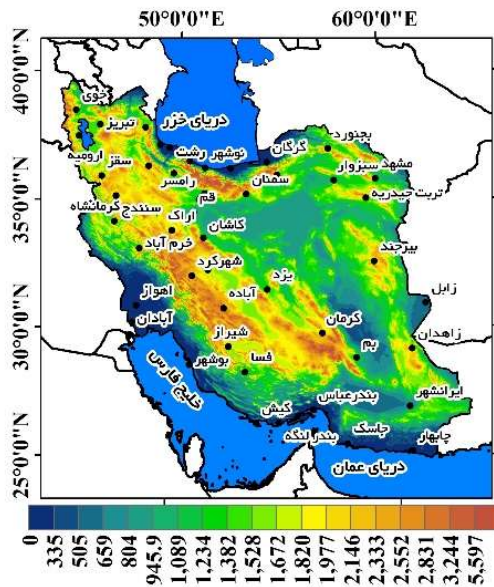 50°0'0"N 60°0'0"N
40°0'0"N
35°0'0"N
30°0'0"N
25°0'0"N
خوی
تبریز
دریای خزر
ارومیه
سقز
رشت
نوشهر
گرگان
بجنورد
رامسر
سمنان
سبزوار
مشهد
تربت حیدریه
کرمانشاه
سنندج
اراک
قم
کاشان
خرم آباد
بیرجند
شهرکرد
یزد
زابل
اهواز
آباده
آبادان
کرمان
زاهدان
شیراز
بم
بوشهر
فسا
خلیج فارس
بندرعباس
ایرانشهر
کیش
بندرلنگه
جاسک
چابهار
دریای عمان
0 335 505 659 804 945.9 1,089 1,234 1,382 1,528 1,672 1,820 1,977 2,146 2,333 2,552 2,831 3,244 5,597